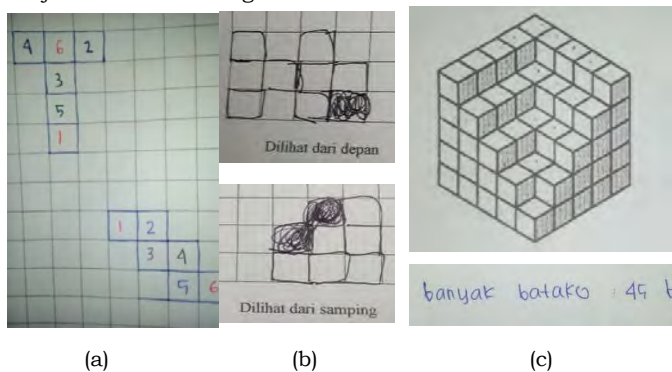 4 6 2
3
5
1
1 2
3 4
5 6
Dilihat dari depan
Dilihat dari samping
banyak batako : 45
(a)
(b)
(c)